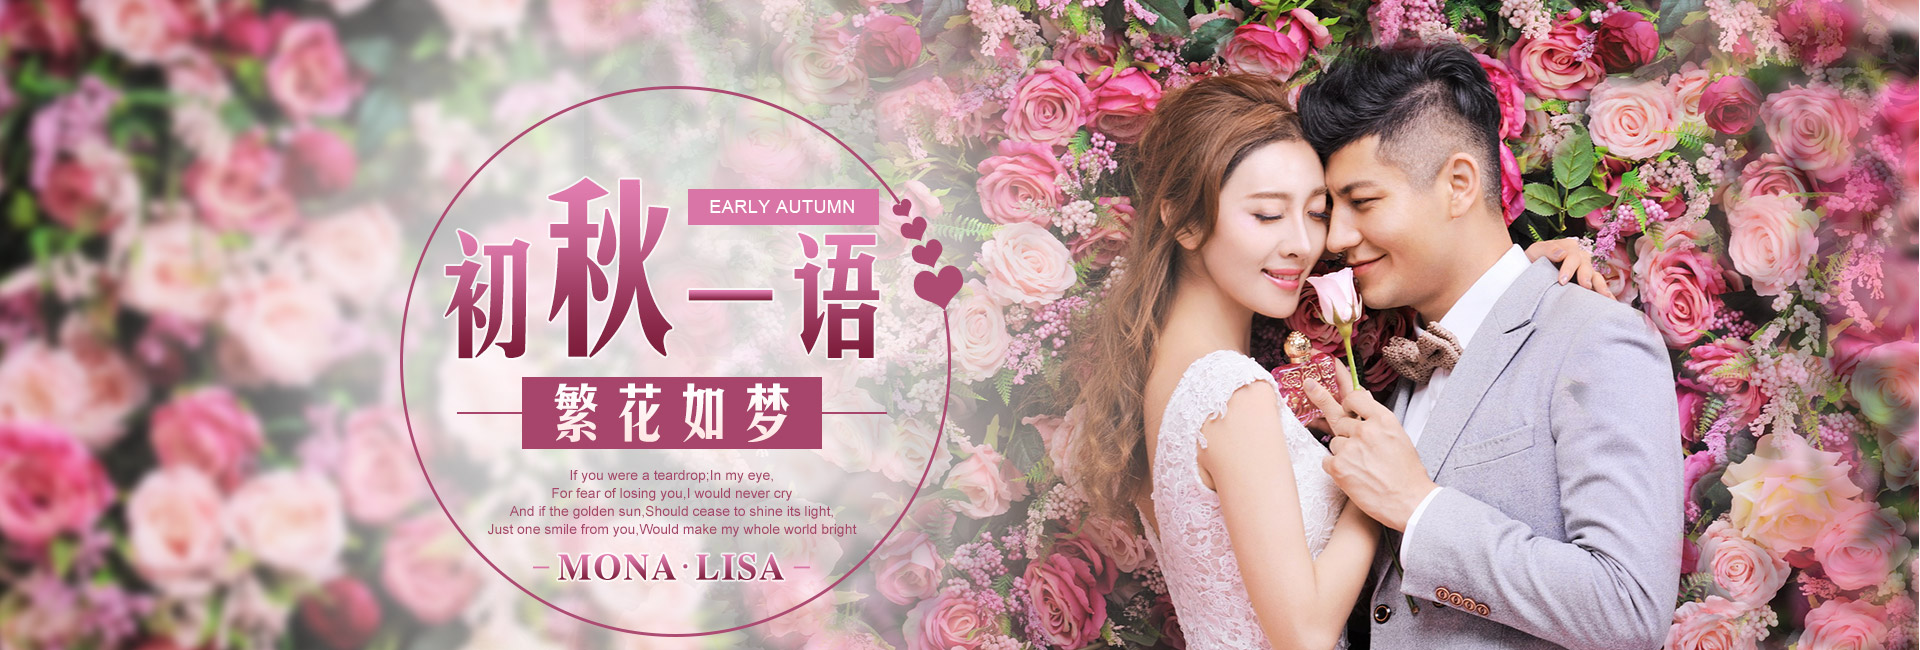 EARLY AUTUMN
初秋一语
繁花如梦
If you were a teardrop;In my eye,
For fear of losing you,I would never cry
And if the golden sun,Should cease to shine its light,
Just one smile from you,Would make my whole world bright
MONA·LISA